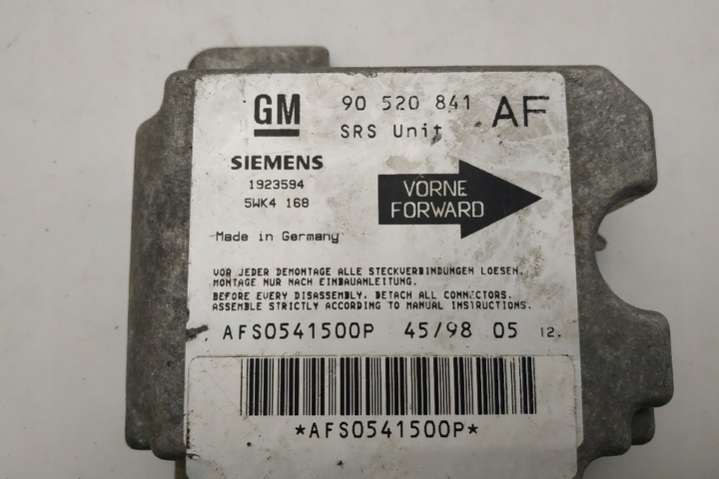 GM 90 520 841 AF
SRS Unit
SIEMENS
1923594
5WK4 168
VORNE
FORWARD
Made in Germany
VOR JEDER DEMONTAGE ALLE STECKVERBINDUNGEN LOESEN.
MONTAGE NUR NACH EINBAUANLEITUNG.
BEFORE EVERY DISASSEMBLY, DETACH ALL CONNECTORS.
ASSEMBLE STRICTLY ACCORDING TO MANUAL INSTRUCTIONS.
AFS0541500P 45/98 05 12.
*AFS0541500P*